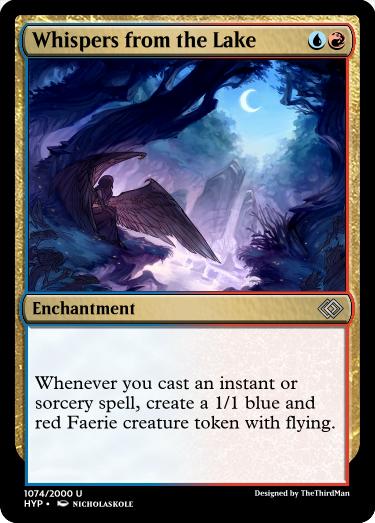 Whispers from the Lake
Enchantment
Whenever you cast an instant or
sorcery spell, create a 1/1 blue and
red Faerie creature token with flying.
1074/2000 U
HYP • NICHOLASKOLE
Designed by TheThirdMan